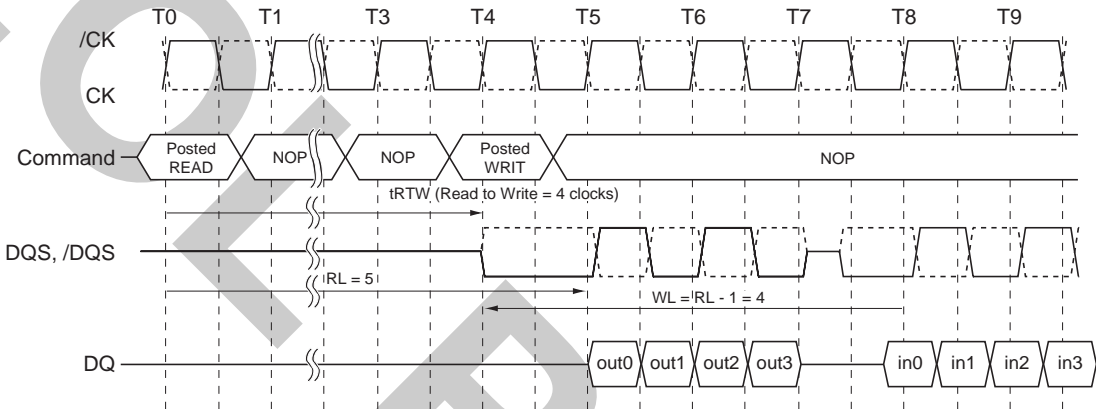 T0 T1 T3 T4 T5 T6 T7 T8 T9
/CK
CK
Command
Posted READ
NOP
NOP
Posted WRIT
NOP
tRTW (Read to Write = 4 clocks)
DQS, /DQS
RL = 5
WL = RL - 1 = 4
DQ
out0 out1 out2 out3 in0 in1 in2 in3